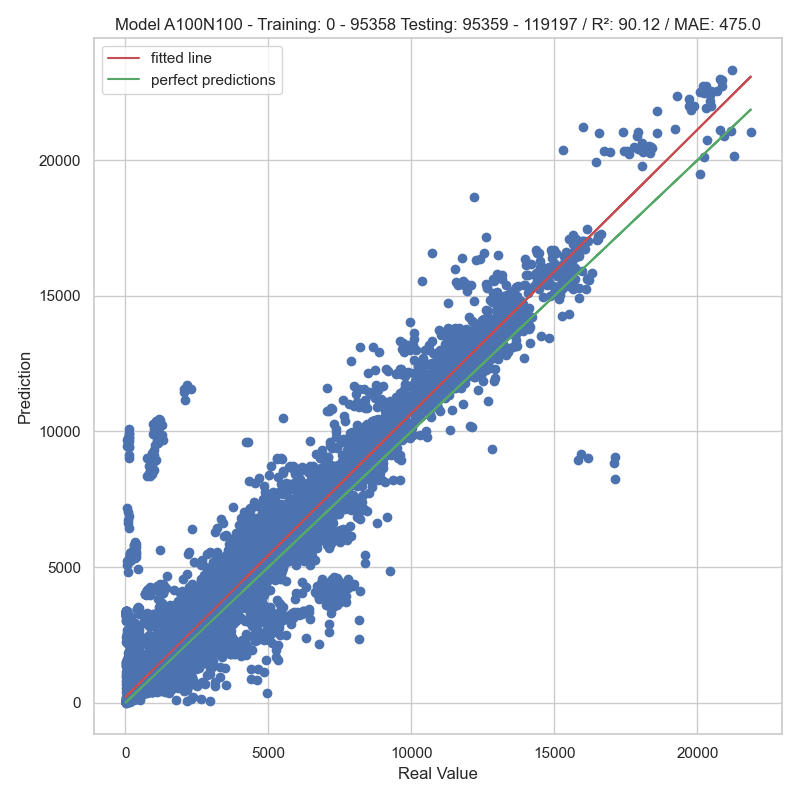 Model A100N100 - Training: 0 - 95358 Testing: 95359 - 119197 / R²: 90.12 / MAE: 475.0
fitted line
perfect predictions
20000
15000
10000
5000
0
Prediction
0 5000 10000 15000 20000
Real Value